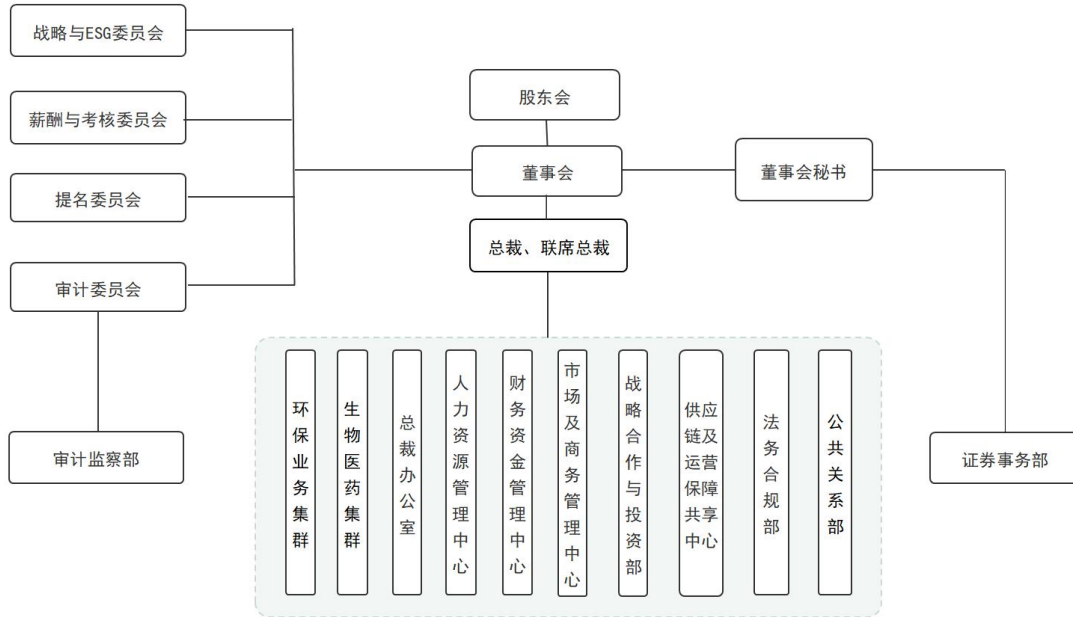 战略与ESG委员会
薪酬与考核委员会
提名委员会
审计委员会
审计监察部
股东会
董事会
董事会秘书
总裁、联席总裁
环保业务集群
生物医药集群
总裁办公室
人力资源管理中心
财务资金管理中心
市场及商务管理中心
战略合作与投资部
供应
链及
运营
保障
共享
中心
法务合规部
公共关系部
证券事务部